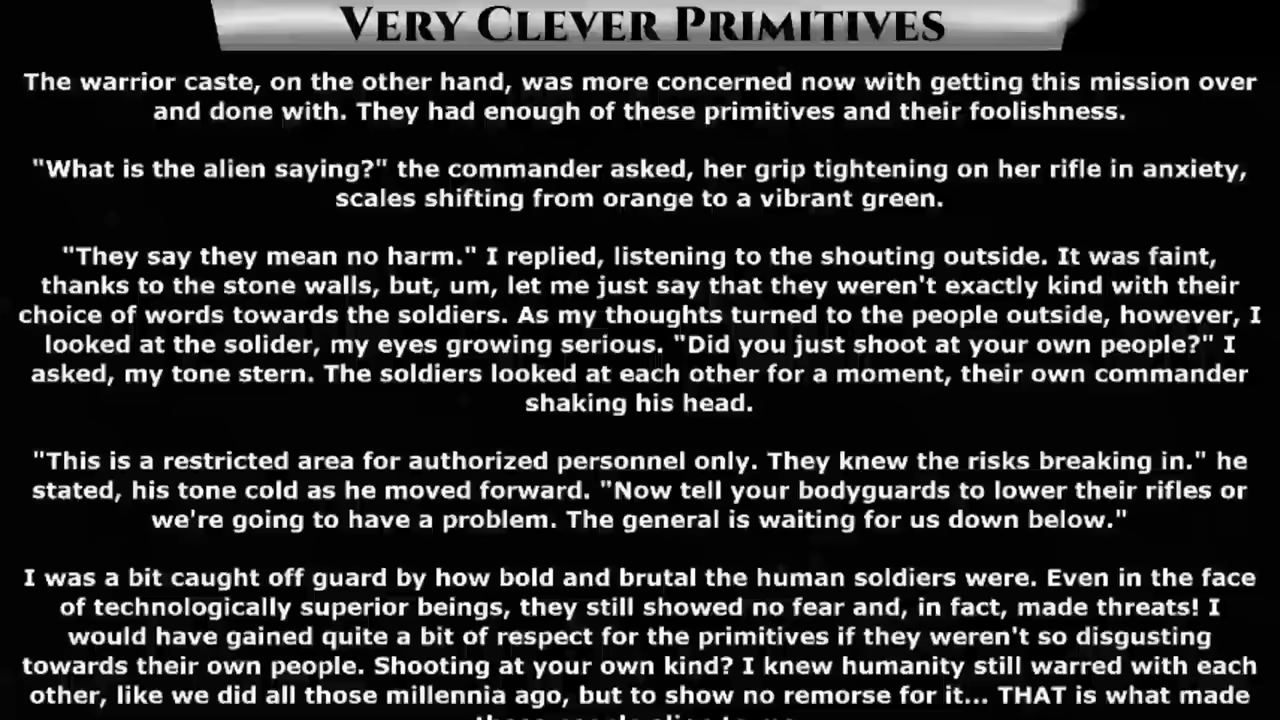 VERY CLEVER PRIMITIVES
The warrior caste, on the other hand, was more concerned now with getting this mission over
and done with. They had enough of these primitives and their foolishness.
"What is the alien saying?" the commander asked, her grip tightening on her rifle in anxiety,
scales shifting from orange to a vibrant green.
"They say they mean no harm." I replied, listening to the shouting outside. It was faint,
thanks to the stone walls, but, um, let me just say that they weren't exactly kind with their
choice of words towards the soldiers. As my thoughts turned to the people outside, however, I
looked at the solider, my eyes growing serious. "Did you just shoot at your own people?" I
asked, my tone stern. The soldiers looked at each other for a moment, their own commander
shaking his head.
"This is a restricted area for authorized personnel only. They knew the risks breaking in." he
stated, his tone cold as he moved forward. "Now tell your bodyguards to lower their rifles or
we're going to have a problem. The general is waiting for us down below."
I was a bit caught off guard by how bold and brutal the human soldiers were. Even in the face
of technologically superior beings, they still showed no fear and, in fact, made threats! I
would have gained quite a bit of respect for the primitives if they weren't so disgusting
towards their own people. Shooting at your own kind? I knew humanity still warred with each
other, like we did all those millennia ago, but to show no remorse for it... THAT is what made